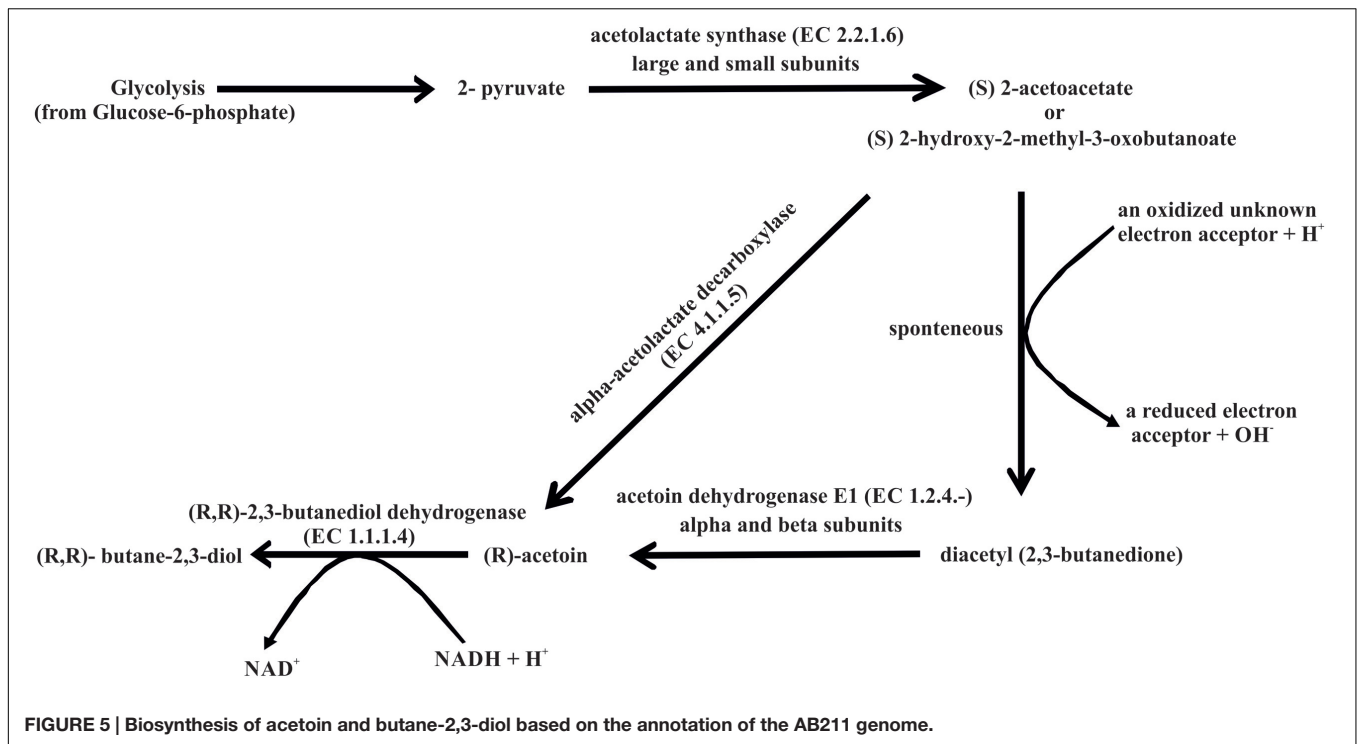 acetolactate synthase (EC 2.2.1.6)
large and small subunits
Glycolysis
(from Glucose-6-phosphate)
2- pyruvate
(S) 2-acetoacetate
or
(S) 2-hydroxy-2-methyl-3-oxobutanoate
an oxidized unknown
electron acceptor + H⁺
alpha-acetolactate decarboxylase
(EC 4.1.1.5)
sponteneous
a reduced electron
acceptor + OH⁻
acetoin dehydrogenase E1 (EC 1.2.4.-)
alpha and beta subunits
(R,R)-2,3-butanediol dehydrogenase
(EC 1.1.1.4)
(R,R)- butane-2,3-diol
(R)-acetoin
diacetyl (2,3-butanedione)
NAD⁺
NADH + H⁺
FIGURE 5 | Biosynthesis of acetoin and butane-2,3-diol based on the annotation of the AB211 genome.